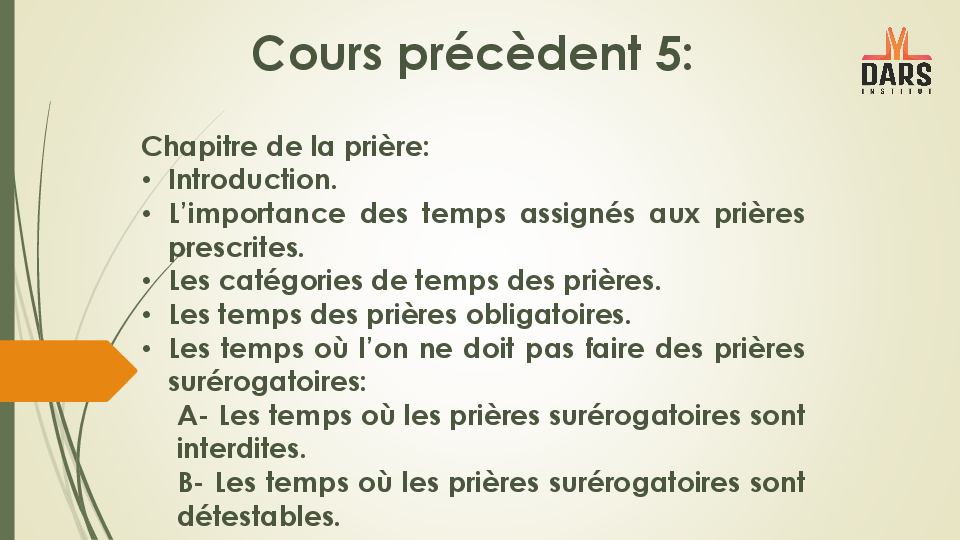 Cours précèdent 5:
DARS
INSTITUT
Chapitre de la prière:
• Introduction.
• L’importance des temps assignés aux prières
prescrites.
• Les catégories de temps des prières.
• Les temps des prières obligatoires.
• Les temps où l’on ne doit pas faire des prières
surérogatoires:
A- Les temps où les prières surérogatoires sont
interdites.
B- Les temps où les prières surérogatoires sont
détestables.